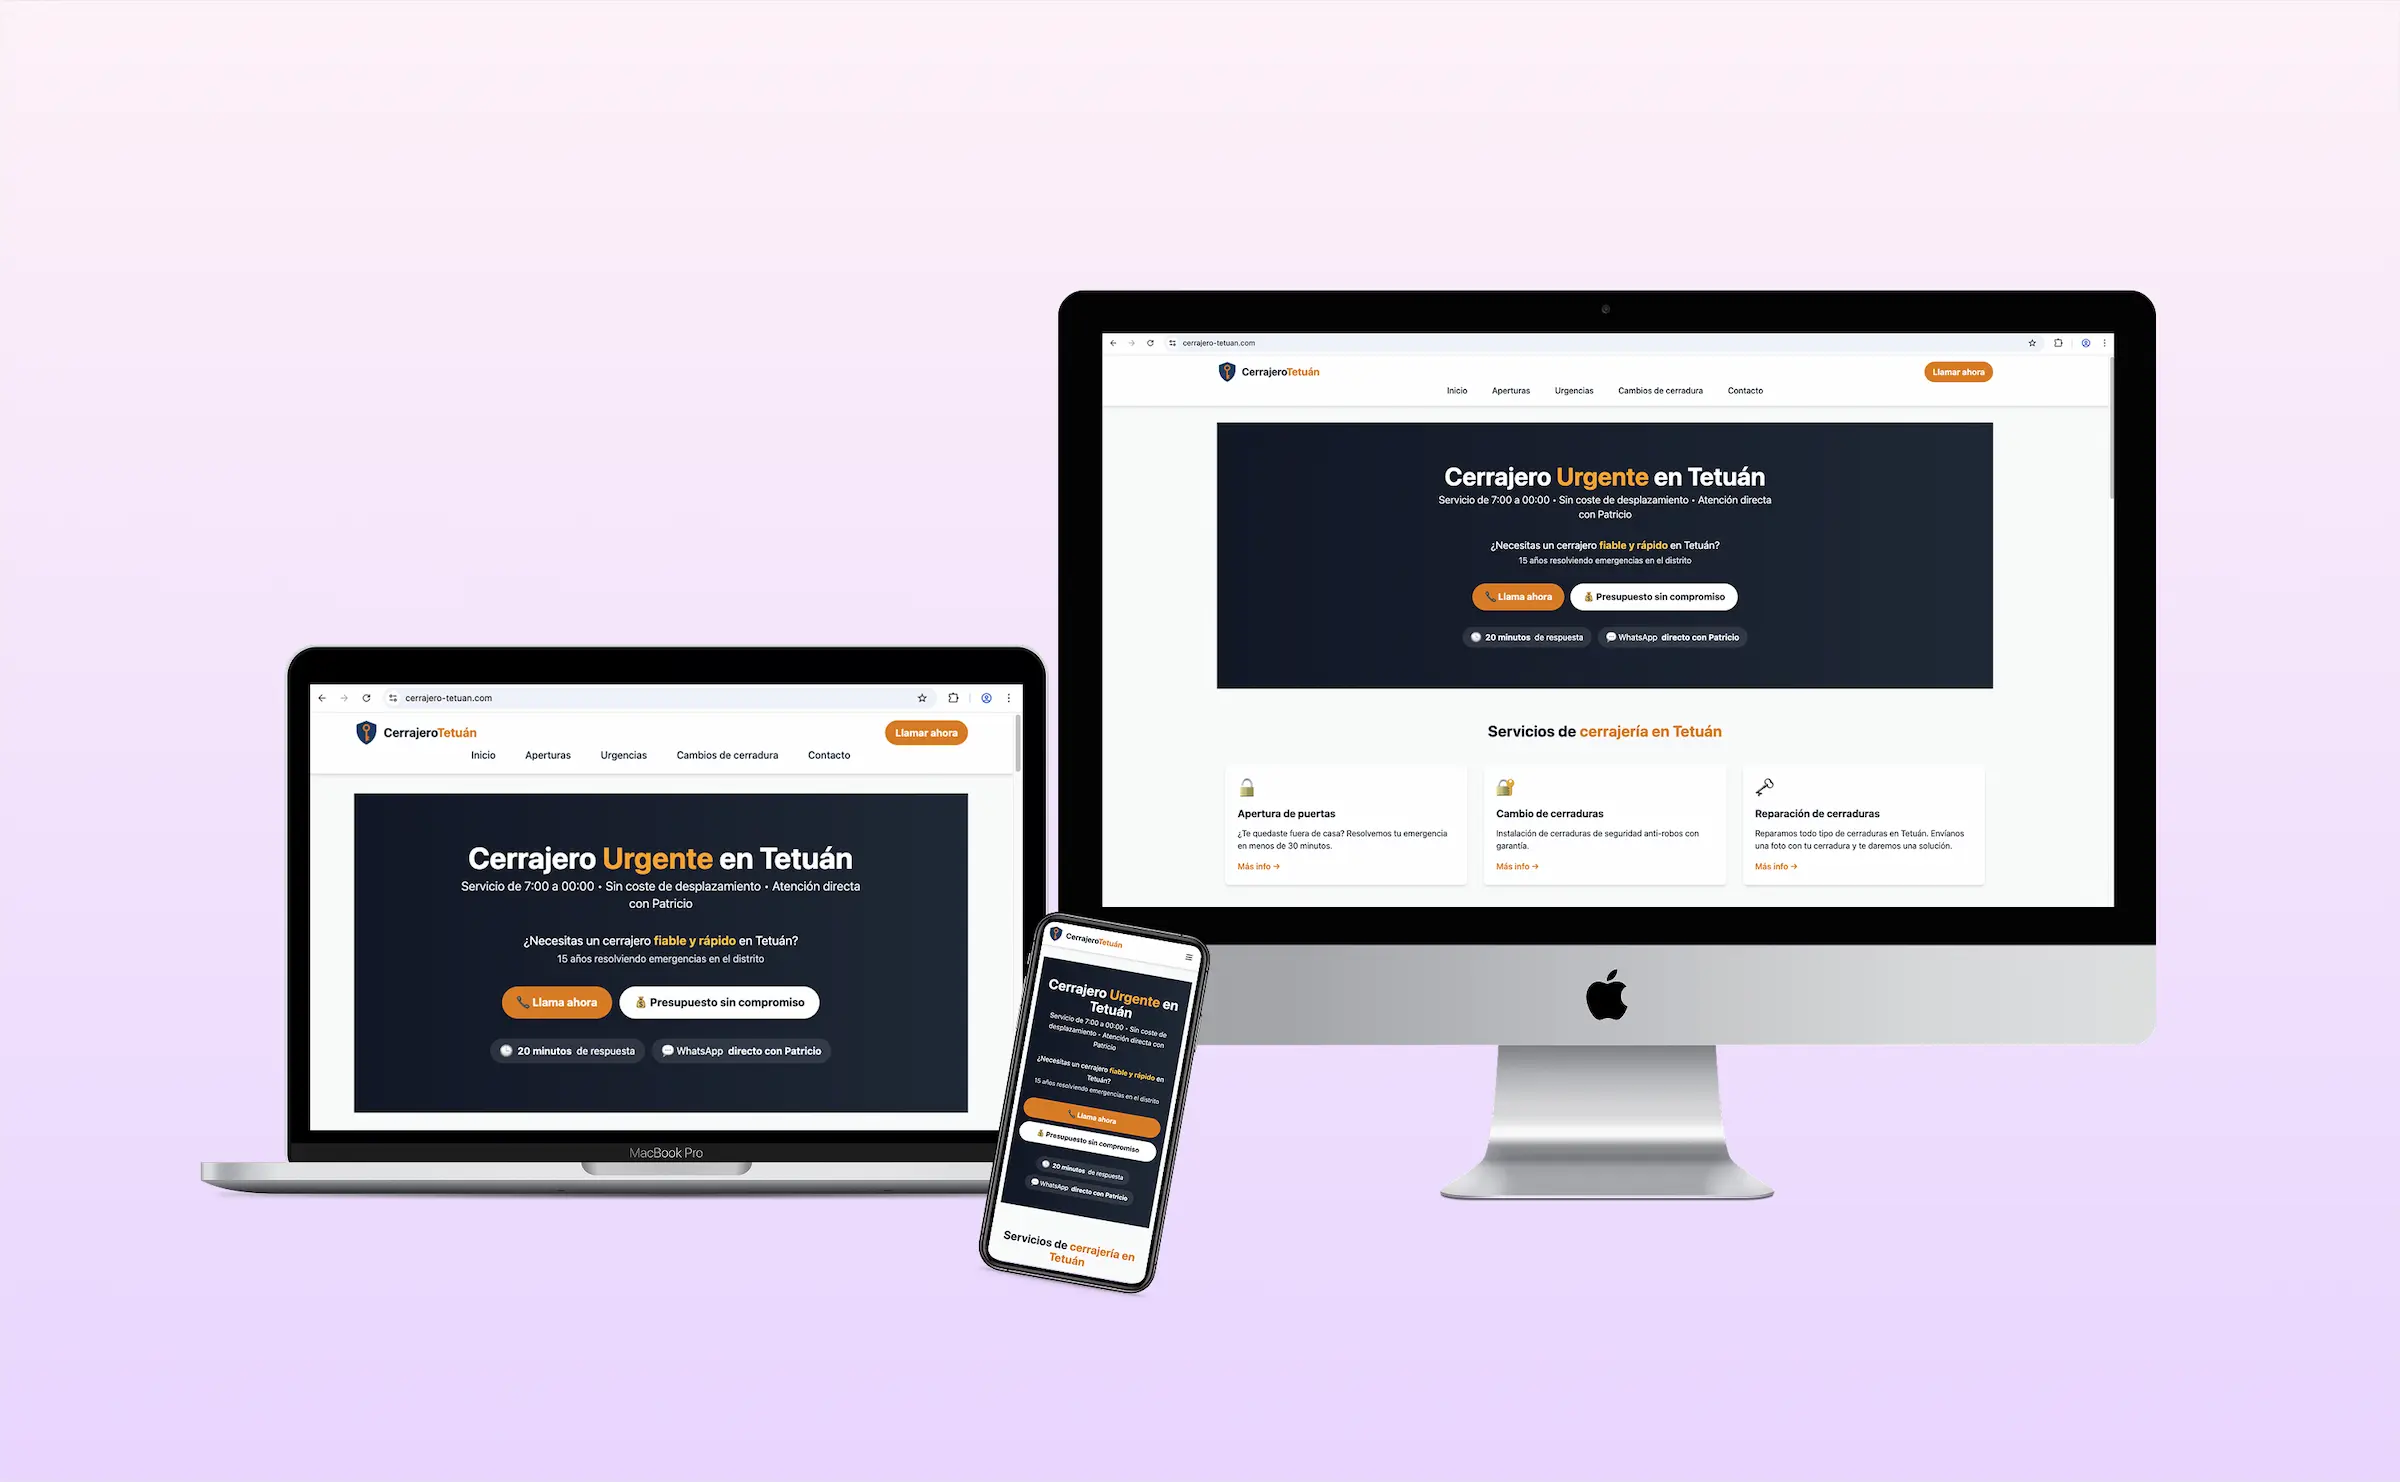 cerrajero-tetuan.com
CerrajeroTetuán
Llamar ahora
Inicio Aperturas Urgencias Cambios de cerradura Contacto
Cerrajero Urgente en Tetuán
Servicio de 7:00 a 00:00 • Sin coste de desplazamiento • Atención directa
con Patricio
¿Necesitas un cerrajero fiable y rápido en Tetuán?
15 años resolviendo emergencias en el distrito
Llama ahora
Presupuesto sin compromiso
20 minutos de respuesta
WhatsApp directo con Patricio
MacBook Pro
CerrajeroTetuán
Cerrajero Urgente en
Tetuán
Servicio de 7:00 a 00:00 • Sin coste de
desplazamiento • Atención directa con
Patricio
¿Necesitas un cerrajero fiable y rápido en
Tetuán?
15 años resolviendo emergencias en el distrito
Llama ahora
Presupuesto sin compromiso
20 minutos de respuesta
WhatsApp directo con Patricio
Servicios de cerrajería en
Tetuán
cerrajero-tetuan.com
CerrajeroTetuán
Llamar ahora
Inicio Aperturas Urgencias Cambios de cerradura Contacto
Cerrajero Urgente en Tetuán
Servicio de 7:00 a 00:00 • Sin coste de desplazamiento • Atención directa
con Patricio
¿Necesitas un cerrajero fiable y rápido en Tetuán?
15 años resolviendo emergencias en el distrito
Llama ahora
Presupuesto sin compromiso
20 minutos de respuesta
WhatsApp directo con Patricio
Servicios de cerrajería en Tetuán
Apertura de puertas
¿Te quedaste fuera de casa? Resolvemos tu emergencia
en menos de 30 minutos.
Más info →
Cambio de cerraduras
Instalación de cerraduras de seguridad anti-robos con
garantía.
Más info →
Reparación de cerraduras
Reparamos todo tipo de cerraduras en Tetuán. Envíanos
una foto con tu cerradura y te daremos una solución.
Más info →